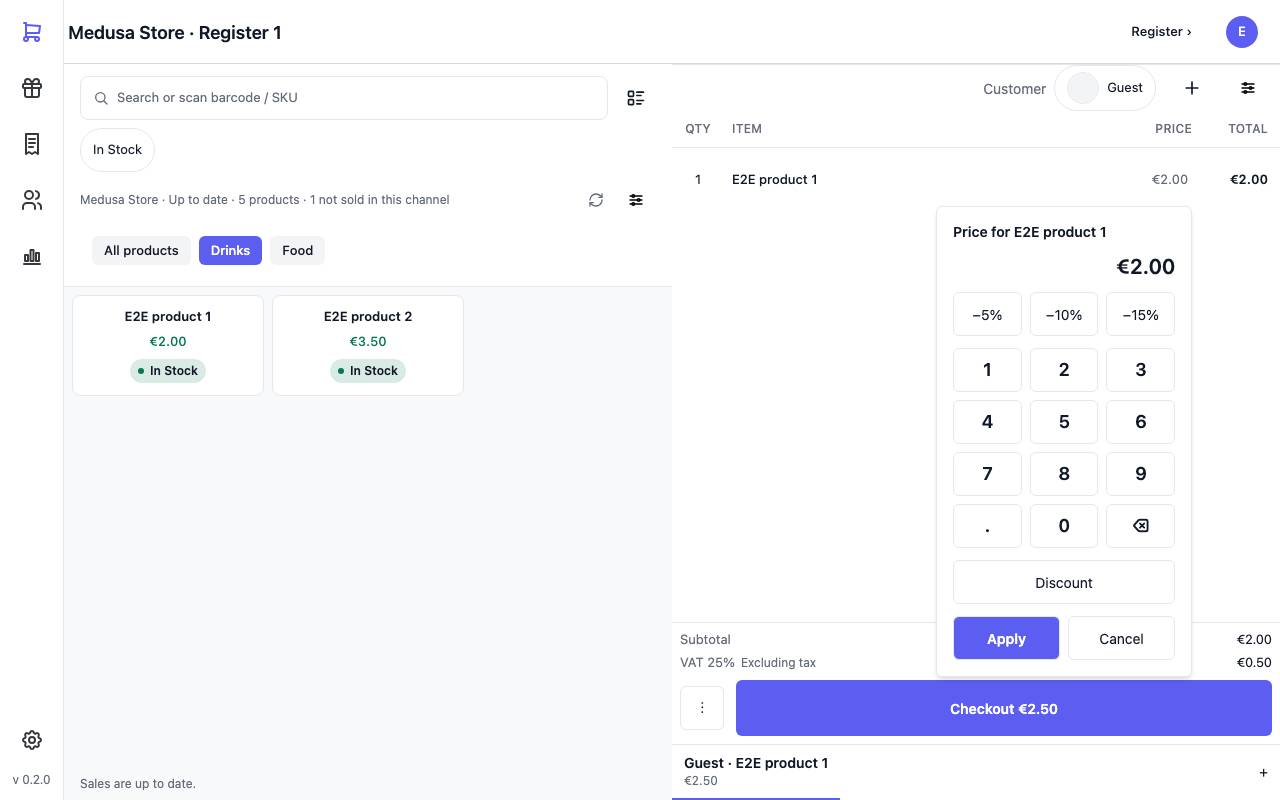 Medusa Store · Register 1
Register ›
E
Search or scan barcode / SKU
In Stock
Medusa Store · Up to date · 5 products · 1 not sold in this channel
All products
Drinks
Food
E2E product 1
€2.00
In Stock
E2E product 2
€3.50
In Stock
v 0.2.0
Sales are up to date.
Customer
Guest
QTY ITEM PRICE TOTAL
1 E2E product 1 €2.00 €2.00
Price for E2E product 1
€2.00
−5% −10% −15%
1 2 3
4 5 6
7 8 9
. 0
Discount
Apply Cancel
Subtotal €2.00
VAT 25% Excluding tax €0.50
Checkout €2.50
Guest · E2E product 1
€2.50
+